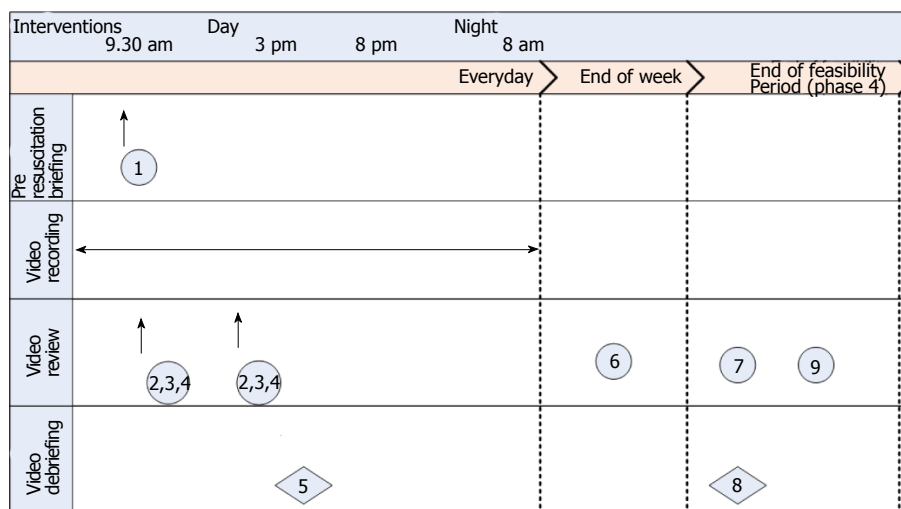 Interventions Day Night
9.30 am 3 pm 8 pm 8 am
Everyday End of week End of feasibility
Period (phase 4)
Pre
resuscitation
briefing
1
Video
recording
Video
review
2,3,4 2,3,4 6 7 9
Video
debriefing
5 8